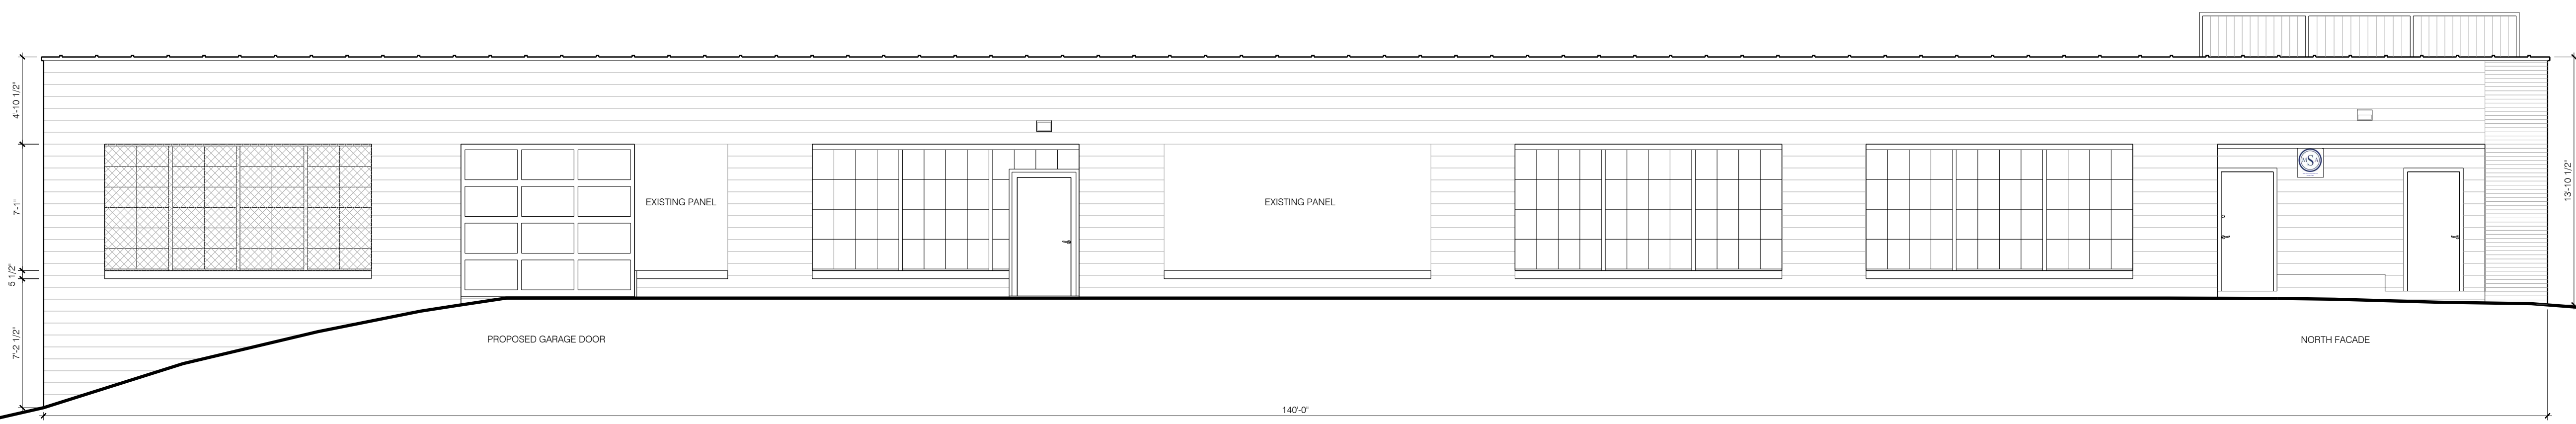 4'-10 1/2"
7'-1"
5 1/2"
7'-2 1/2"
EXISTING PANEL
EXISTING PANEL
MSA
13'-10 1/2"
PROPOSED GARAGE DOOR
NORTH FACADE
140'-0"